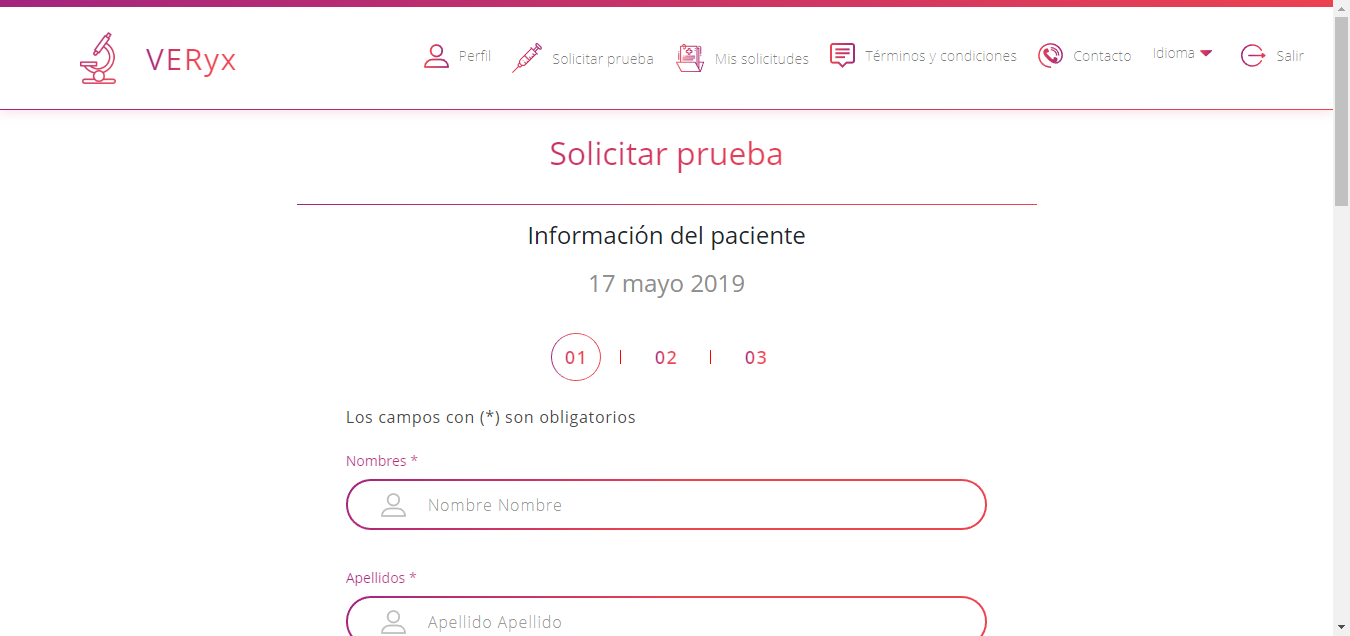 VERyx
Perfil
Solicitar prueba
Mis solicitudes
Términos y condiciones
Contacto
Idioma
Salir
Solicitar prueba
Información del paciente
17 mayo 2019
01 | 02 | 03
Los campos con (*) son obligatorios
Nombres *
Nombre Nombre
Apellidos *
Apellido Apellido